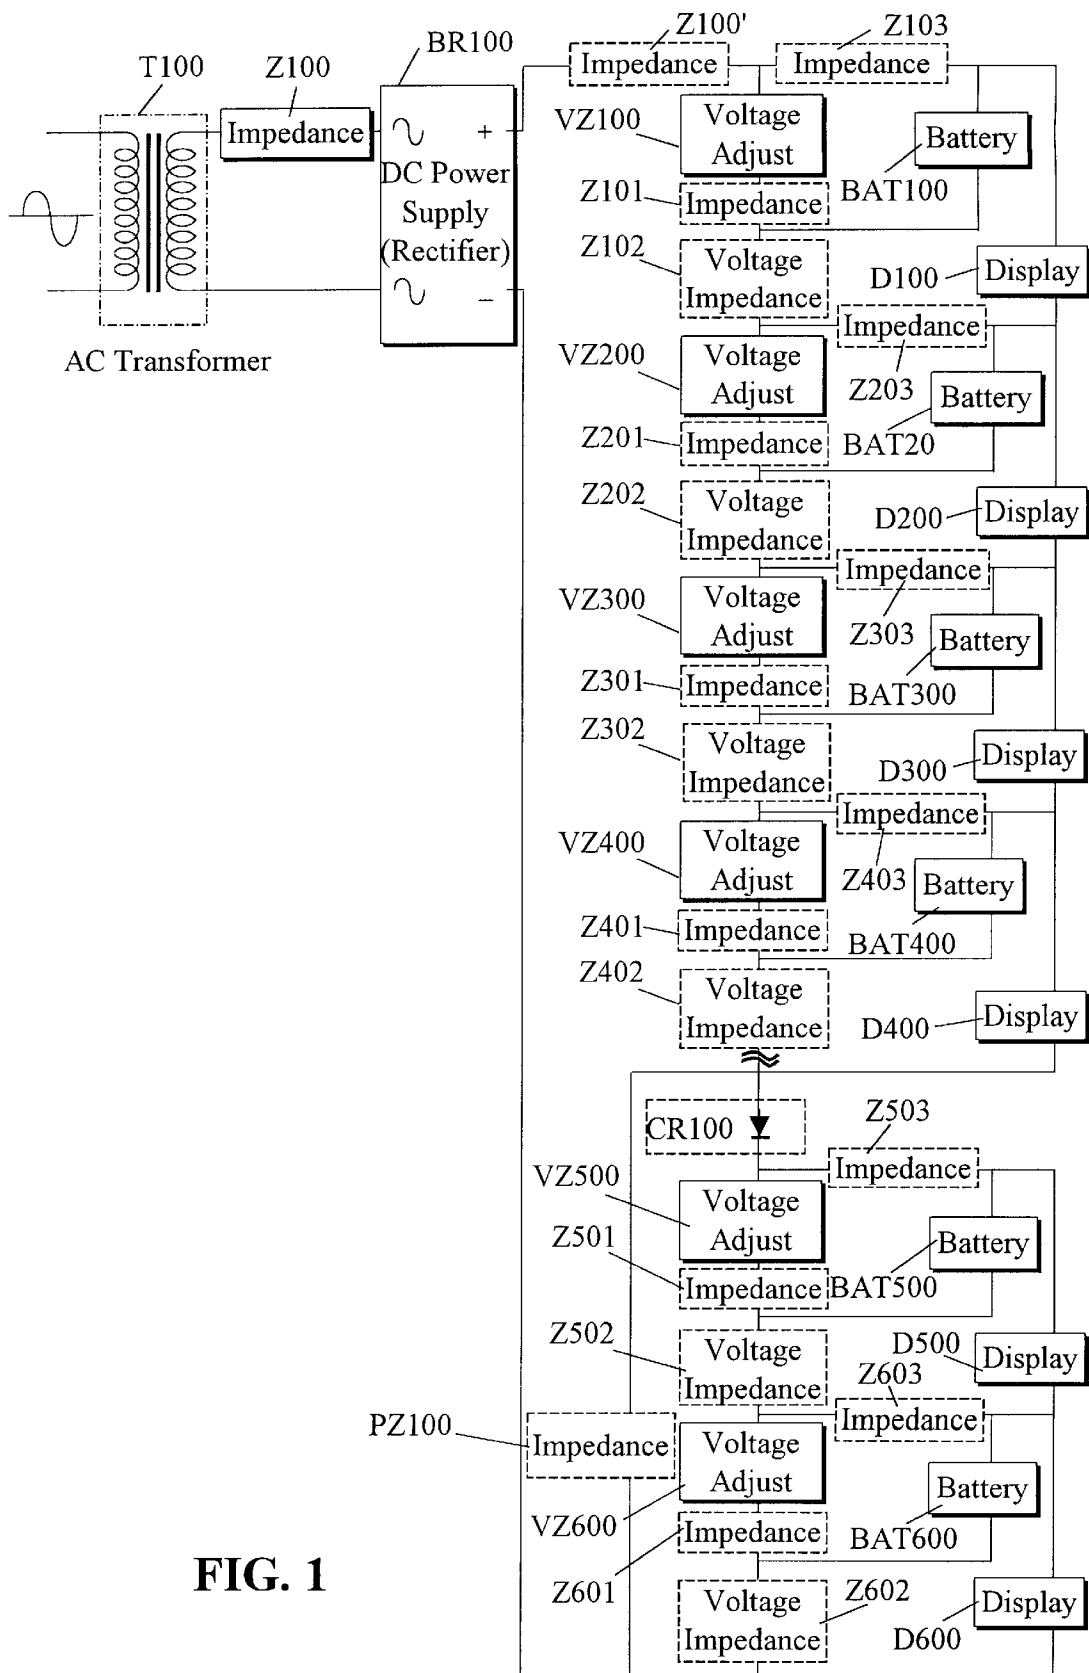 Z100'
Z103
BR100
T100
Z100
Impedance
Impedance
Impedance
VZ100
Voltage
Adjust
Battery
+
DC Power
Supply
(Rectifier)
−
Z101
Impedance
BAT100
Z102
Voltage
Impedance
D100
Display
AC Transformer
Impedance
VZ200
Voltage
Adjust
Z203
Battery
Z201
Impedance
BAT20
Z202
Voltage
Impedance
D200
Display
Impedance
VZ300
Voltage
Adjust
Z303
Battery
Z301
Impedance
BAT300
Z302
Voltage
Impedance
D300
Display
Impedance
VZ400
Voltage
Adjust
Z403
Battery
Z401
Impedance
BAT400
Z402
Voltage
Impedance
D400
Display
CR100
Z503
Impedance
VZ500
Voltage
Adjust
Battery
Z501
Impedance
BAT500
Z502
Voltage
Impedance
D500
Display
Z603
Impedance
PZ100
Impedance
Voltage
Adjust
Battery
VZ600
Impedance
BAT600
Z601
Z602
Voltage
Impedance
D600
Display
FIG. 1